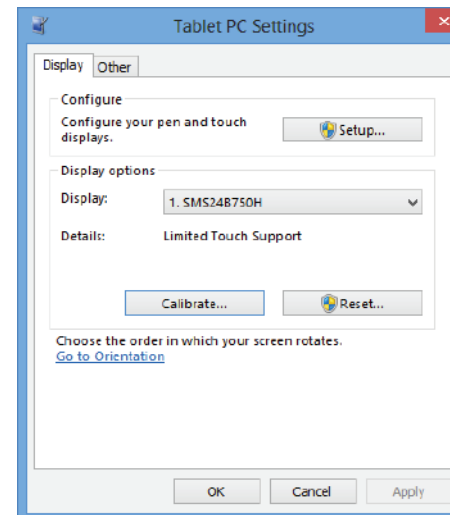 Tablet PC Settings
Display Other
Configure
Configure your pen and touch
displays.
Setup...
Display options
Display: 1. SMS24B750H
Details: Limited Touch Support
Calibrate... Reset...
Choose the order in which your screen rotates.
Go to Orientation
OK Cancel Apply